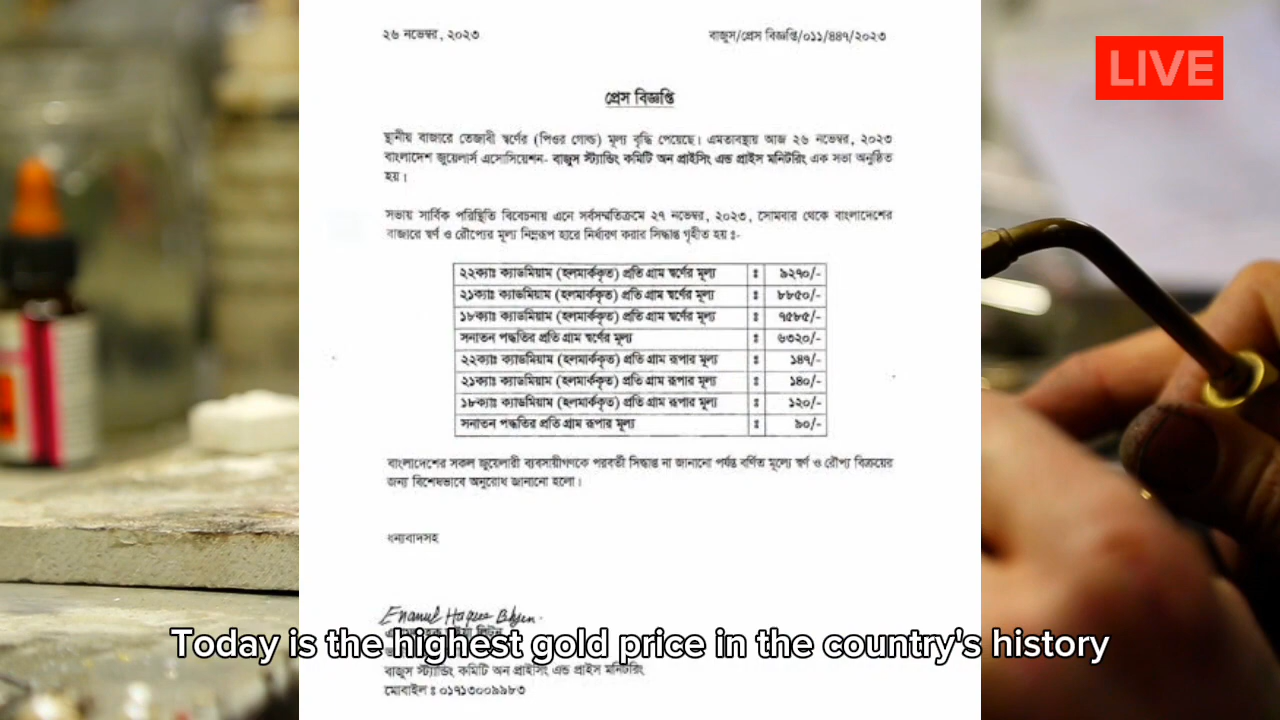 ২৬ নভেম্বর, ২০২৩
বাজুস/প্রেস বিজ্ঞপ্তি/০১১/৪৪৭/২০২৩
LIVE
প্রেস বিজ্ঞপ্তি
স্থানীয় বাজারে তেজাবী স্বর্ণের (পিওর গোল্ড) মূল্য বৃদ্ধি পেয়েছে। এমতাবস্থায় আজ ২৬ নভেম্বর, ২০২৩
বাংলাদেশ জুয়েলার্স এসোসিয়েশন- বাজুস স্ট্যান্ডিং কমিটি অন প্রাইসিং এন্ড প্রাইস মনিটরিং এক সভা অনুষ্ঠিত
হয়।
সভায় সার্বিক পরিস্থিতি বিবেচনায় এনে সর্বসম্মতিক্রমে ২৭ নভেম্বর, ২০২৩, সোমবার থেকে বাংলাদেশের
বাজারে স্বর্ণ ও রৌপ্যের মূল্য নিম্নরূপ হারে নির্ধারণ করার সিদ্ধান্ত গৃহীত হয় ঃ-
২২ক্যাঃ ক্যাডমিয়াম (হলমার্ককৃত) প্রতি গ্রাম স্বর্ণের মূল্য ঃ ৯২৭০/-
২১ক্যাঃ ক্যাডমিয়াম (হলমার্ককৃত) প্রতি গ্রাম স্বর্ণের মূল্য ঃ ৮৮৫০/-
১৮ক্যাঃ ক্যাডমিয়াম (হলমার্ককৃত) প্রতি গ্রাম স্বর্ণের মূল্য ঃ ৭৫৮৫/-
সনাতন পদ্ধতির প্রতি গ্রাম স্বর্ণের মূল্য ঃ ৬৩২০/-
২২ক্যাঃ ক্যাডমিয়াম (হলমার্ককৃত) প্রতি গ্রাম রূপার মূল্য ঃ ১৪৭/-
২১ক্যাঃ ক্যাডমিয়াম (হলমার্ককৃত) প্রতি গ্রাম রূপার মূল্য ঃ ১৪০/-
১৮ক্যাঃ ক্যাডমিয়াম (হলমার্ককৃত) প্রতি গ্রাম রূপার মূল্য ঃ ১২০/-
সনাতন পদ্ধতির প্রতি গ্রাম রূপার মূল্য ঃ ৯০/-
বাংলাদেশের সকল জুয়েলারী ব্যবসায়ীগণকে পরবর্তী সিদ্ধান্ত না জানানো পর্যন্ত বর্ণিত মূল্যে স্বর্ণ ও রৌপ্য বিক্রয়ের
জন্য বিশেষভাবে অনুরোধ জানানো হলো।
ধন্যবাদসহ
Enamul Haque
Today is the highest gold price in the country's history
বাজুস স্ট্যান্ডিং কমিটি অন প্রাইসিং এন্ড প্রাইস মনিটরিং
মোবাইল ঃ ০১৭১৩০০৯৯৮৩